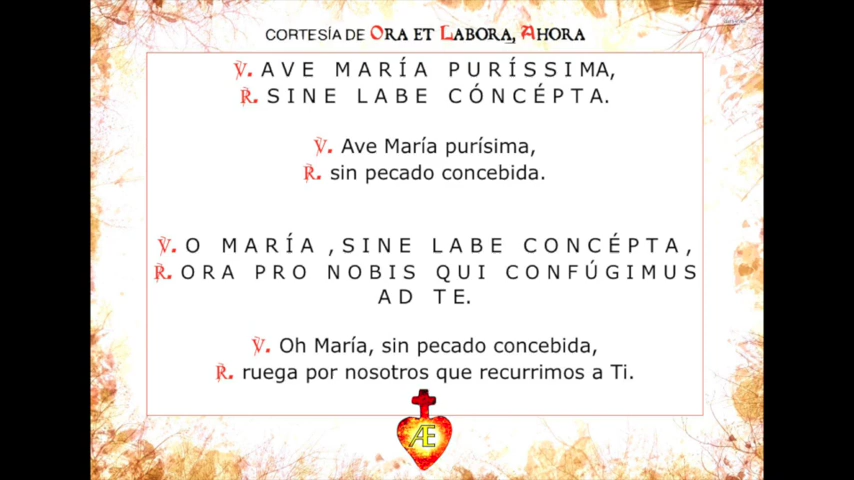 CORTESÍA DE ORA ET LABORA, AHORA
℣. AVE MARÍA PURÍSSIMA,
℟. SINE LABE CÓNCÉPTA.
℣. Ave María purísima,
℟. sin pecado concebida.
℣. O MARÍA ,SINE LABE CONCÉPTA,
℟. ORA PRO NOBIS QUI CONFÚGIMUS
AD TE.
℣. Oh María, sin pecado concebida,
℟. ruega por nosotros que recurrimos a Ti.
Æ